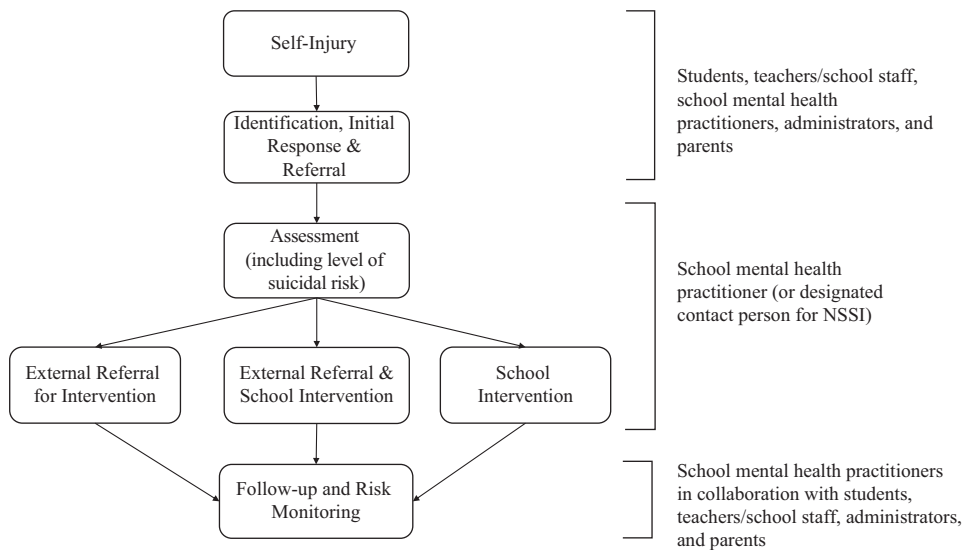 Self-Injury
Identification, Initial
Response &
Referral
Students, teachers/school staff,
school mental health
practitioners, administrators, and
parents
Assessment
(including level of
suicidal risk)
School mental health
practitioner (or designated
contact person for NSSI)
External Referral
for Intervention
External Referral &
School Intervention
School
Intervention
Follow-up and Risk
Monitoring
School mental health practitioners
in collaboration with students,
teachers/school staff, administrators,
and parents